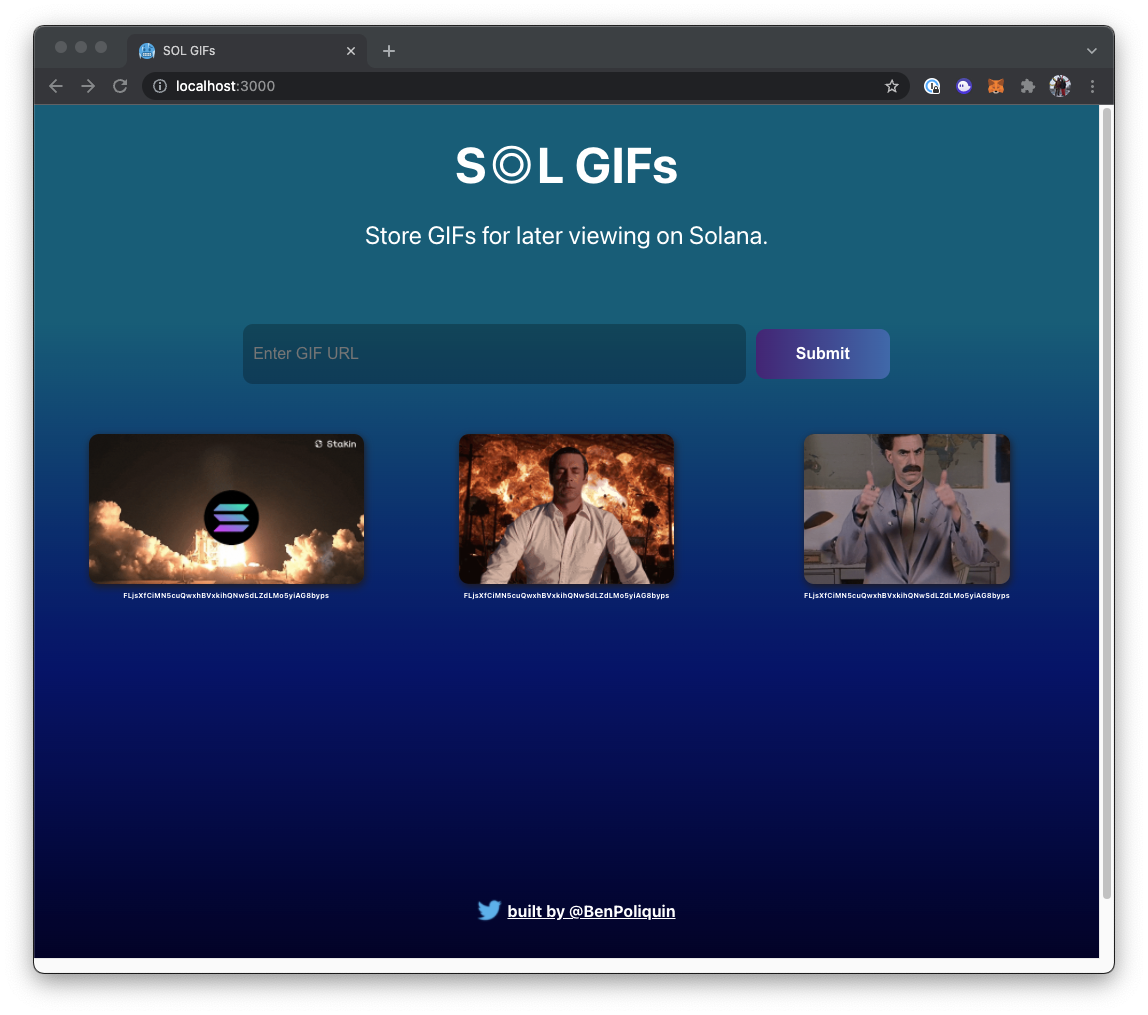 SOL GIFs
localhost:3000
S◎L GIFs
Store GIFs for later viewing on Solana.
Enter GIF URL
Submit
Stakin
FLjsXfCiMN5cuQwxhBVxkihQNwSdLZdLMo5yiAG8byps
FLjsXfCiMN5cuQwxhBVxkihQNwSdLZdLMo5yiAG8byps
FLjsXfCiMN5cuQwxhBVxkihQNwSdLZdLMo5yiAG8byps
built by @BenPoliquin